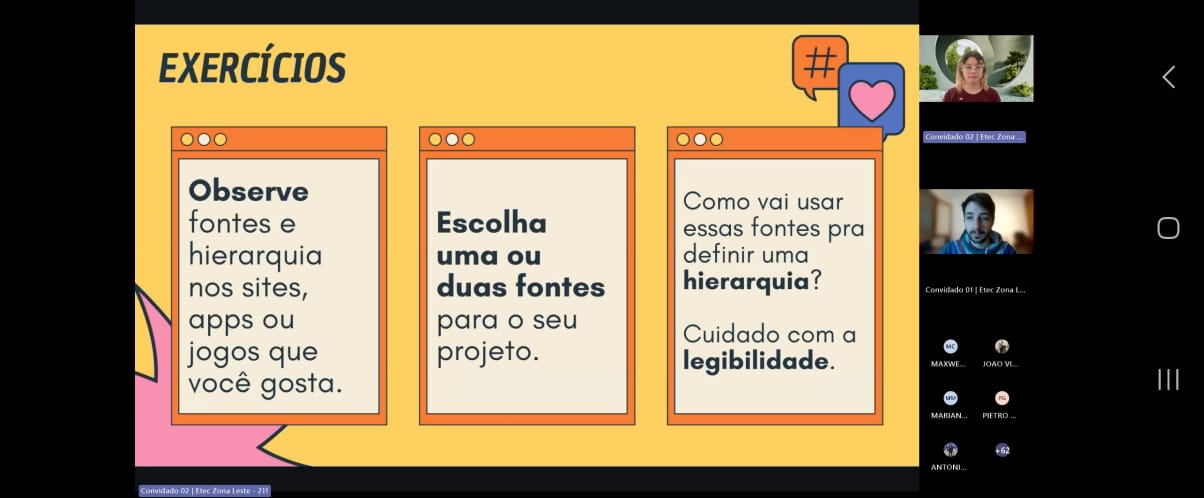 EXERCÍCIOS
#
Observe
fontes e
hierarquia
nos sites,
apps ou
jogos que
você gosta.
Escolha
uma ou
duas fontes
para o seu
projeto.
Como vai usar
essas fontes pra
definir uma
hierarquia?
Cuidado com a
legibilidade.
Convidado 02 | Etec Zona ...
Convidado 01 | Etec Zona L...
MC
MAXWE...
JOAO VI...
MM
PG
MARIAN...
PIETRO ...
+62
ANTONI...
Convidado 02 | Etec Zona Leste - 211